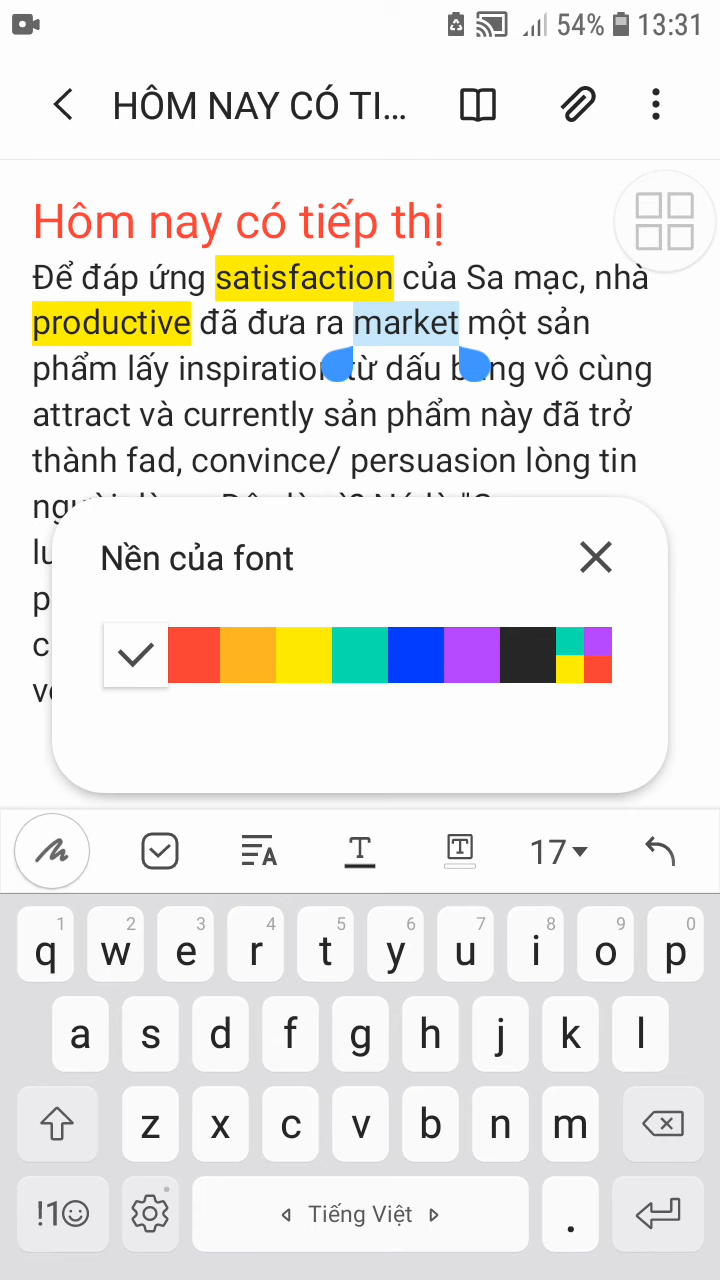 54% 13:31
HÔM NAY CÓ TI...
Hôm nay có tiếp thị
Để đáp ứng satisfaction của Sa mạc, nhà
productive đã đưa ra market một sản
phẩm lấy inspiration từ dấu băng vô cùng
attract và currently sản phẩm này đã trở
thành fad, convince/ persuasion lòng tin
Nền của font
17
1 2 3 4 5 6 7 8 9 0
q w e r t y u i o p
a s d f g h j k l
z x c v b n m
!1 Tiếng Việt .